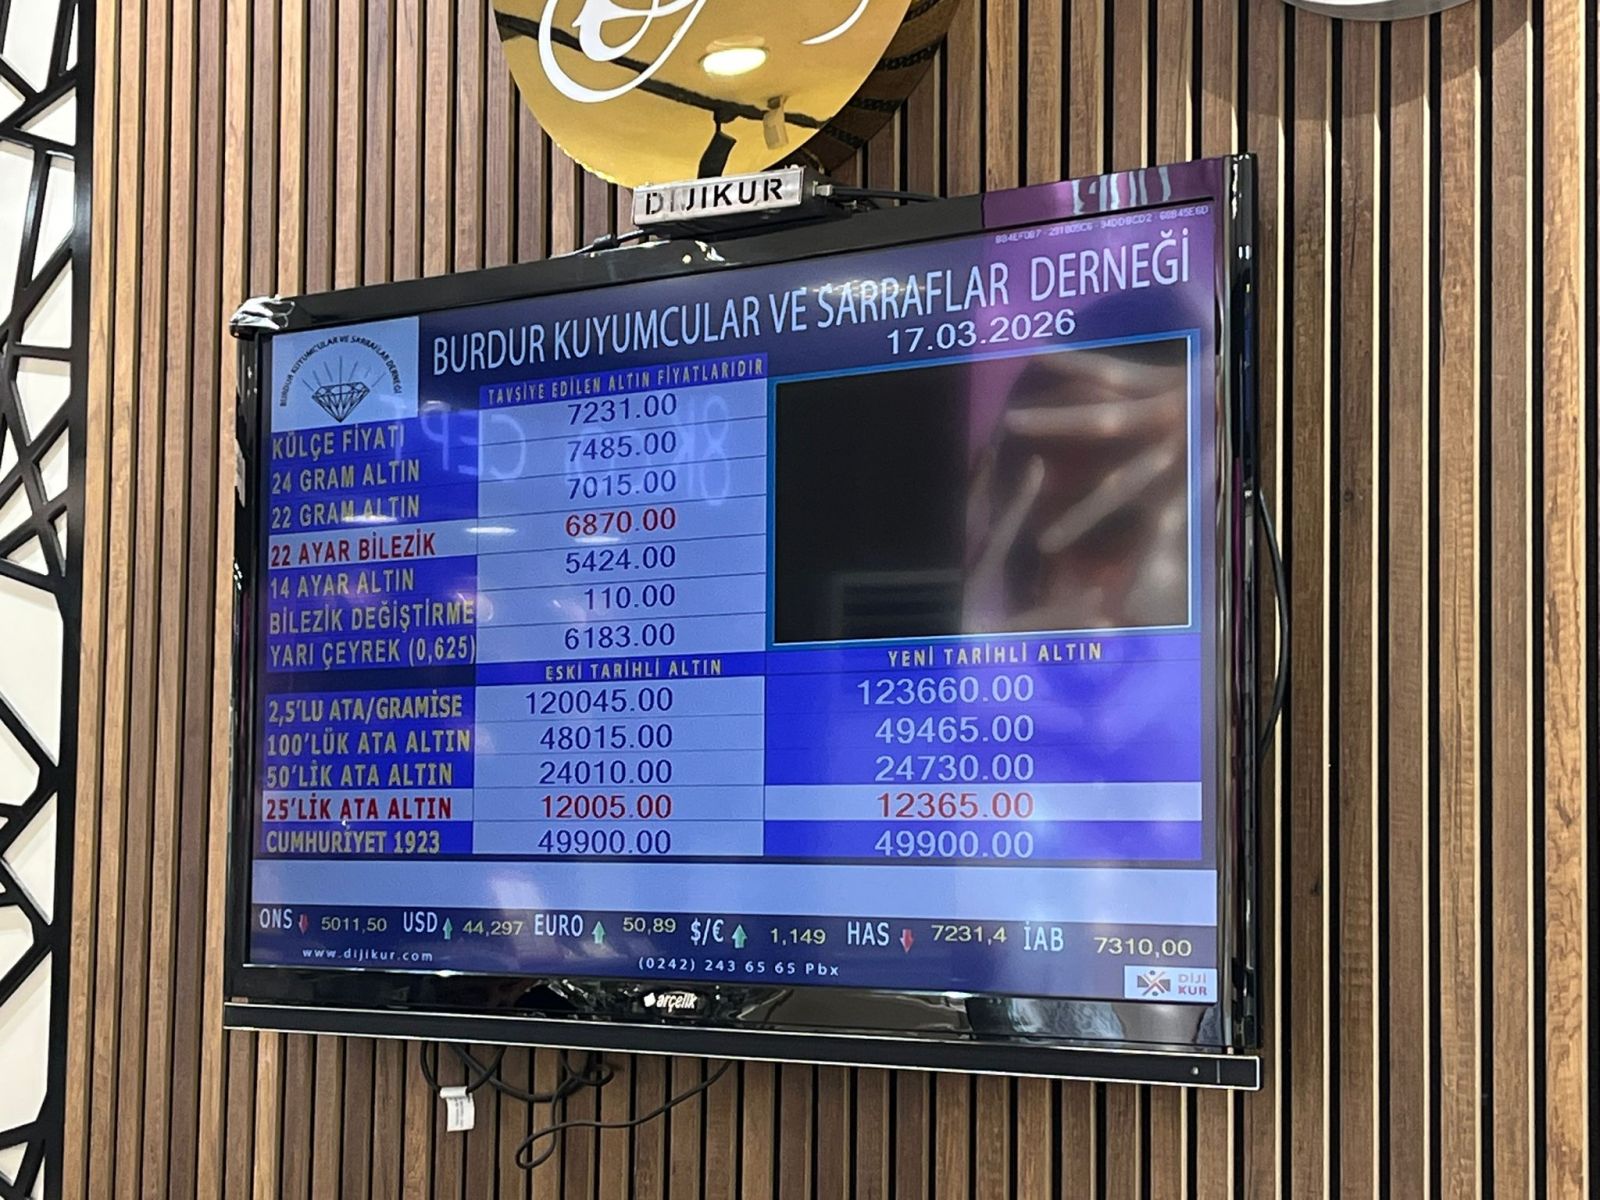 DIJIKUR
BURDUR KUYUMCULAR VE SARRAFLAR DERNEĞİ
17.03.2026
BURDUR KUYUMCULAR VE SARRAFLAR DERNEĞİ
TAVSİYE EDİLEN ALTIN FİYATLARIDIR
KÜLÇE FİYATI 7231.00
24 GRAM ALTIN 7485.00
22 GRAM ALTIN 7015.00
22 AYAR BİLEZİK 6870.00
14 AYAR ALTIN 5424.00
BİLEZİK DEĞİŞTİRME 110.00
YARI ÇEYREK (0,625) 6183.00
ESKİ TARİHLİ ALTIN YENİ TARİHLİ ALTIN
2,5'LU ATA/GRAMİSE 120045.00 123660.00
100'LÜK ATA ALTIN 48015.00 49465.00
50'LİK ATA ALTIN 24010.00 24730.00
25'LİK ATA ALTIN 12005.00 12365.00
CUMHURİYET 1923 49900.00 49900.00
ONS 5011,50 USD 44,297 EURO 50,89 $/€ 1,149 HAS 7231,4 İAB 7310,00
www.dijikur.com (0242) 243 65 65 Pbx
DİJİ
KUR
arçelik